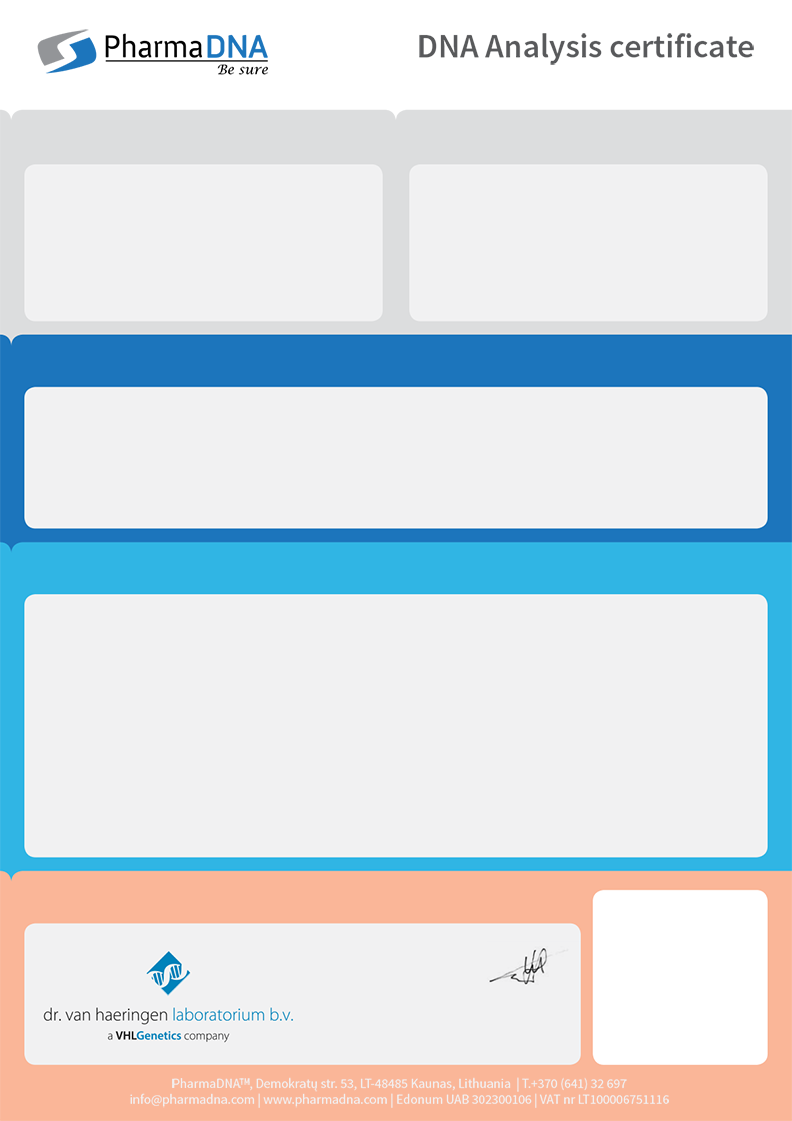 PharmaDNA
Be sure
DNA Analysis certificate
dr. van haeringen laboratorium b.v.
a VHLGenetics company
PharmaDNA™, Demokratų str. 53, LT-48485 Kaunas, Lithuania | T.+370 (641) 32 697
info@pharmadna.com | www.pharmadna.com | Edonum UAB 302300106 | VAT nr LT100006751116